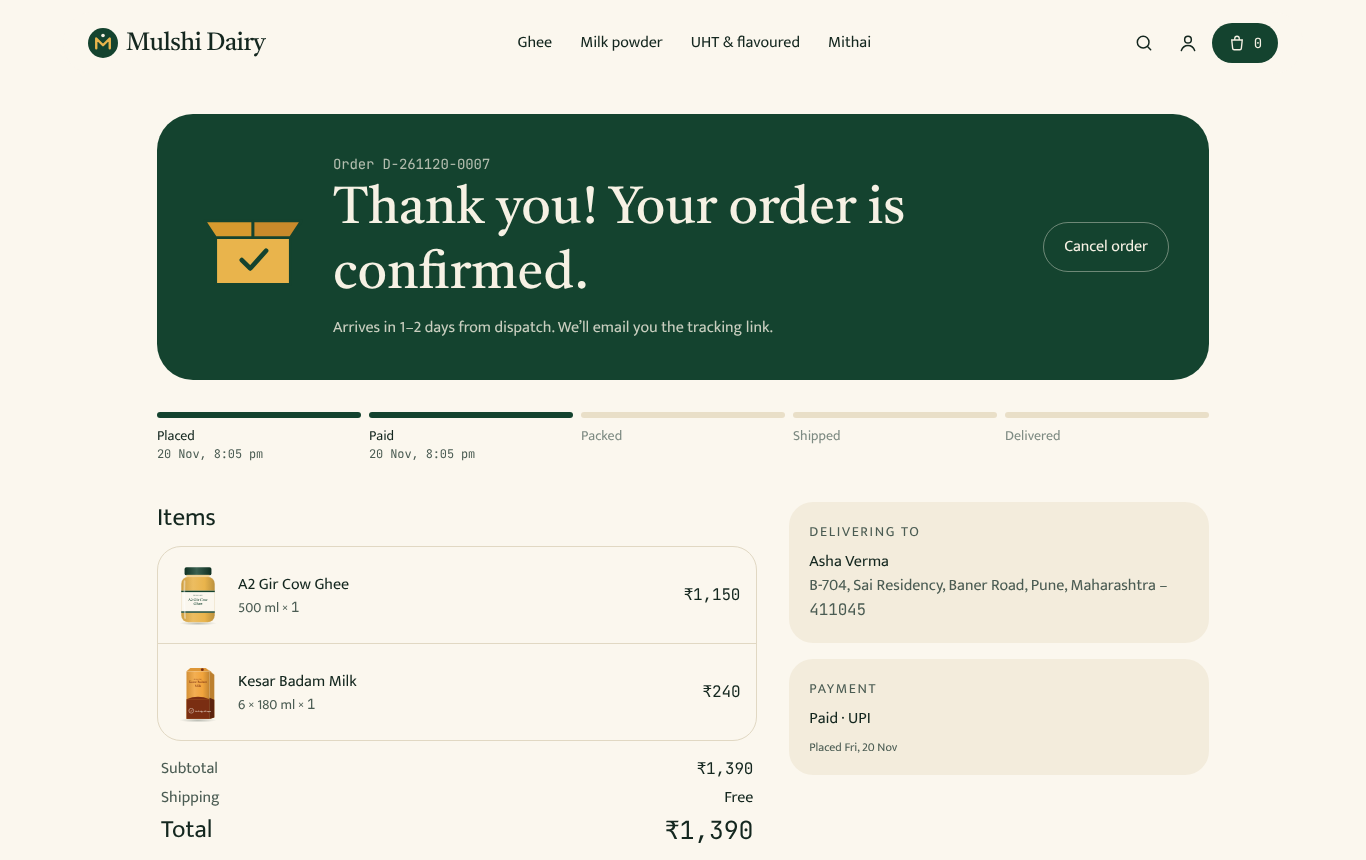 Mulshi Dairy
Ghee
Milk powder
UHT & flavoured
Mithai
0
Order D-261120-0007
Thank you! Your order is
confirmed.
Arrives in 1–2 days from dispatch. We’ll email you the tracking link.
Cancel order
Placed
20 Nov, 8:05 pm
Paid
20 Nov, 8:05 pm
Packed
Shipped
Delivered
Items
A2 Gir Cow Ghee
500 ml × 1
₹1,150
Kesar Badam Milk
6 × 180 ml × 1
₹240
Subtotal
₹1,390
Shipping
Free
Total
₹1,390
DELIVERING TO
Asha Verma
B-704, Sai Residency, Baner Road, Pune, Maharashtra –
411045
PAYMENT
Paid · UPI
Placed Fri, 20 Nov